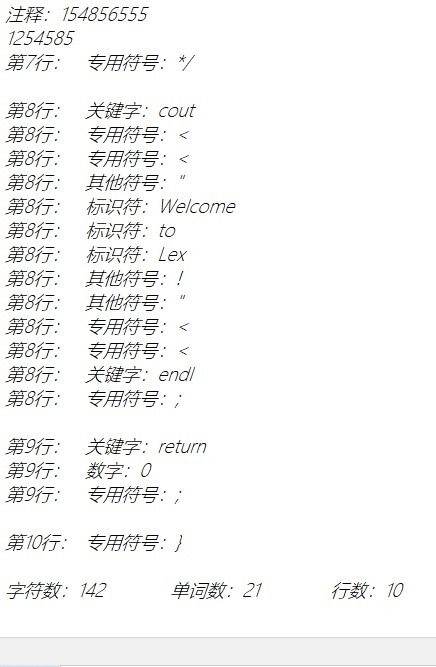 注释：154856555
1254585
第7行： 专用符号：*/
第8行： 关键字：cout
第8行： 专用符号：<
第8行： 专用符号：<
第8行： 其他符号："
第8行： 标识符：Welcome
第8行： 标识符：to
第8行： 标识符：Lex
第8行： 其他符号：!
第8行： 其他符号："
第8行： 专用符号：<
第8行： 专用符号：<
第8行： 关键字：endl
第8行： 专用符号：;
第9行： 关键字：return
第9行： 数字：0
第9行： 专用符号：;
第10行： 专用符号：}
字符数：142 单词数：21 行数：10